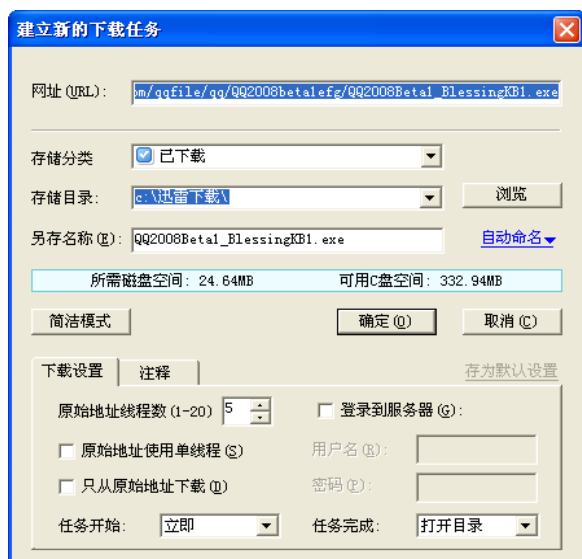 建立新的下载任务
网址(URL): om/qqfile/qq/QQ2008beta1efg/QQ2008Beta1_BlessingKB1.exe
存储分类 已下载
存储目录: c:\迅雷下载\ 浏览
另存名称(E): QQ2008Beta1_BlessingKB1.exe 自动命名
所需磁盘空间: 24.64MB 可用C盘空间: 332.94MB
简洁模式 确定(O) 取消(C)
下载设置 注释 存为默认设置
原始地址线程数(1-20) 5 登录到服务器(G):
原始地址使用单线程(S) 用户名(R):
只从原始地址下载(D) 密码(P):
任务开始: 立即 任务完成: 打开目录